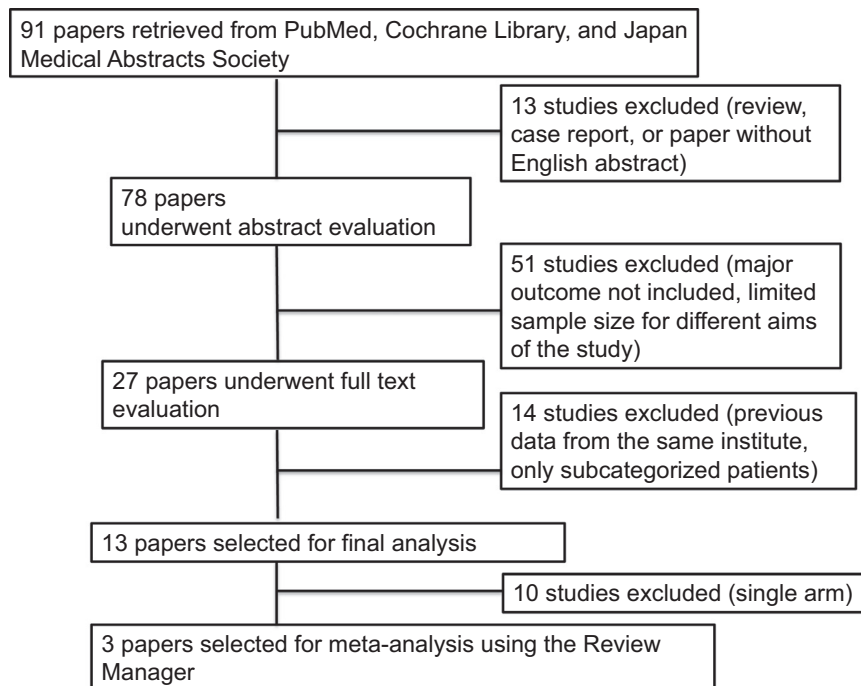 91 papers retrieved from PubMed, Cochrane Library, and Japan
Medical Abstracts Society
13 studies excluded (review,
case report, or paper without
English abstract)
78 papers
underwent abstract evaluation
51 studies excluded (major
outcome not included, limited
sample size for different aims
of the study)
27 papers underwent full text
evaluation
14 studies excluded (previous
data from the same institute,
only subcategorized patients)
13 papers selected for final analysis
10 studies excluded (single arm)
3 papers selected for meta-analysis using the Review
Manager